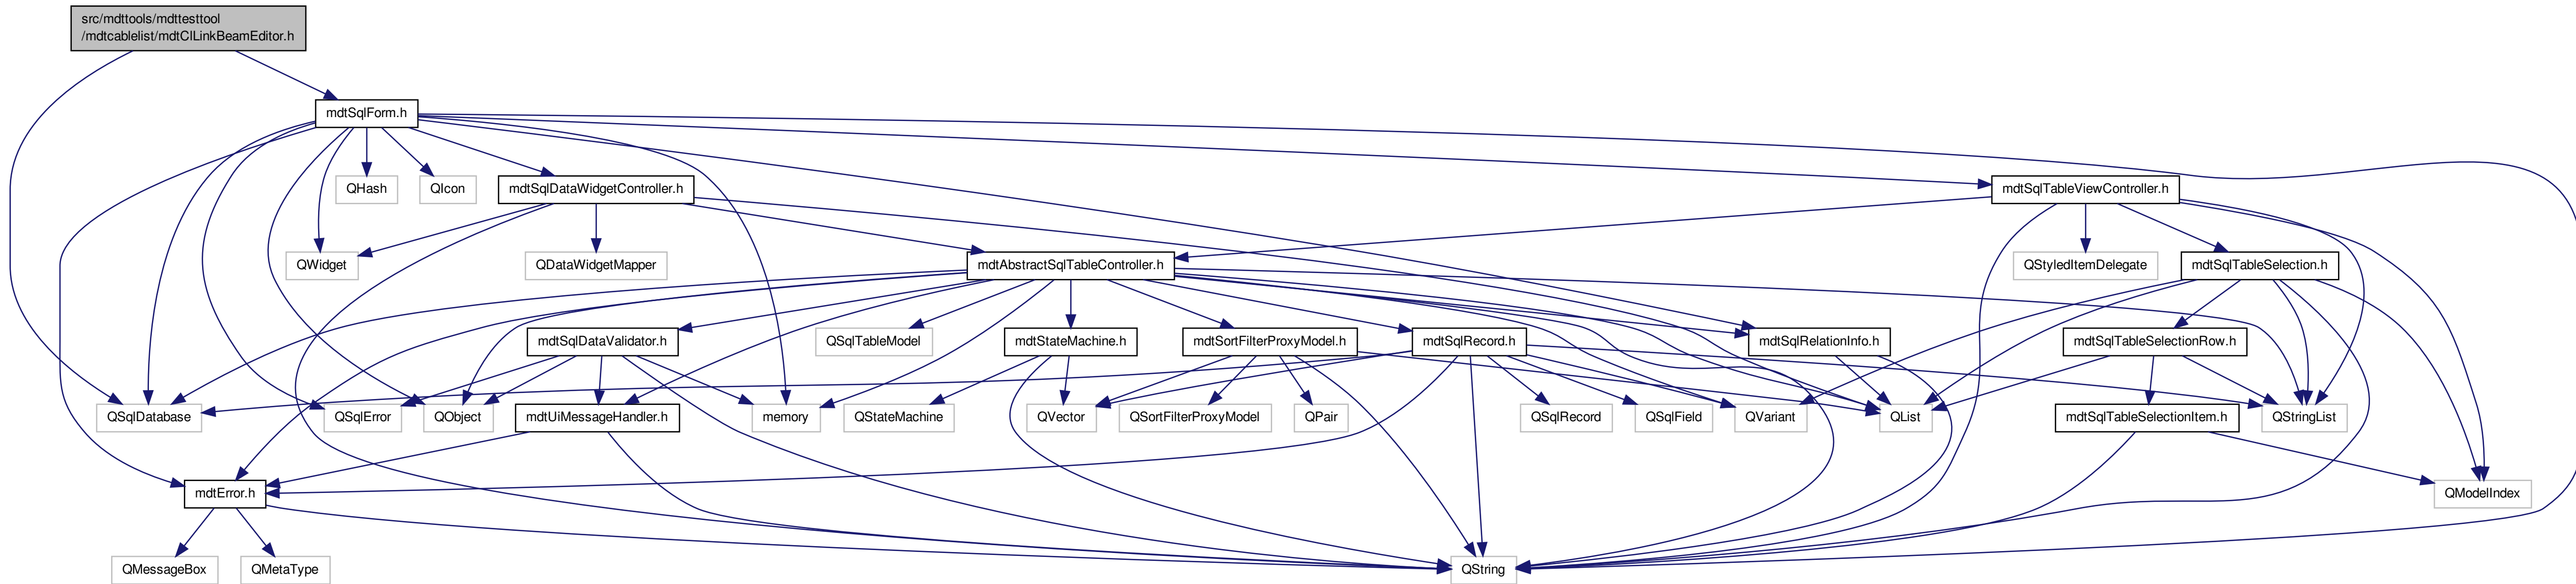 src/mdttools/mdttesttool
/mdtcablelist/mdtClLinkBeamEditor.h
mdtSqlForm.h
QHash
QIcon
mdtSqlDataWidgetController.h
mdtSqlTableViewController.h
QWidget
QDataWidgetMapper
mdtAbstractSqlTableController.h
QStyledItemDelegate
mdtSqlTableSelection.h
mdtSqlDataValidator.h
QSqlTableModel
mdtStateMachine.h
mdtSortFilterProxyModel.h
mdtSqlRecord.h
mdtSqlRelationInfo.h
mdtSqlTableSelectionRow.h
QSqlDatabase
QSqlError
QObject
mdtUiMessageHandler.h
memory
QStateMachine
QVector
QSortFilterProxyModel
QPair
QSqlRecord
QSqlField
QVariant
QList
mdtSqlTableSelectionItem.h
QStringList
mdtError.h
QModelIndex
QMessageBox
QMetaType
QString